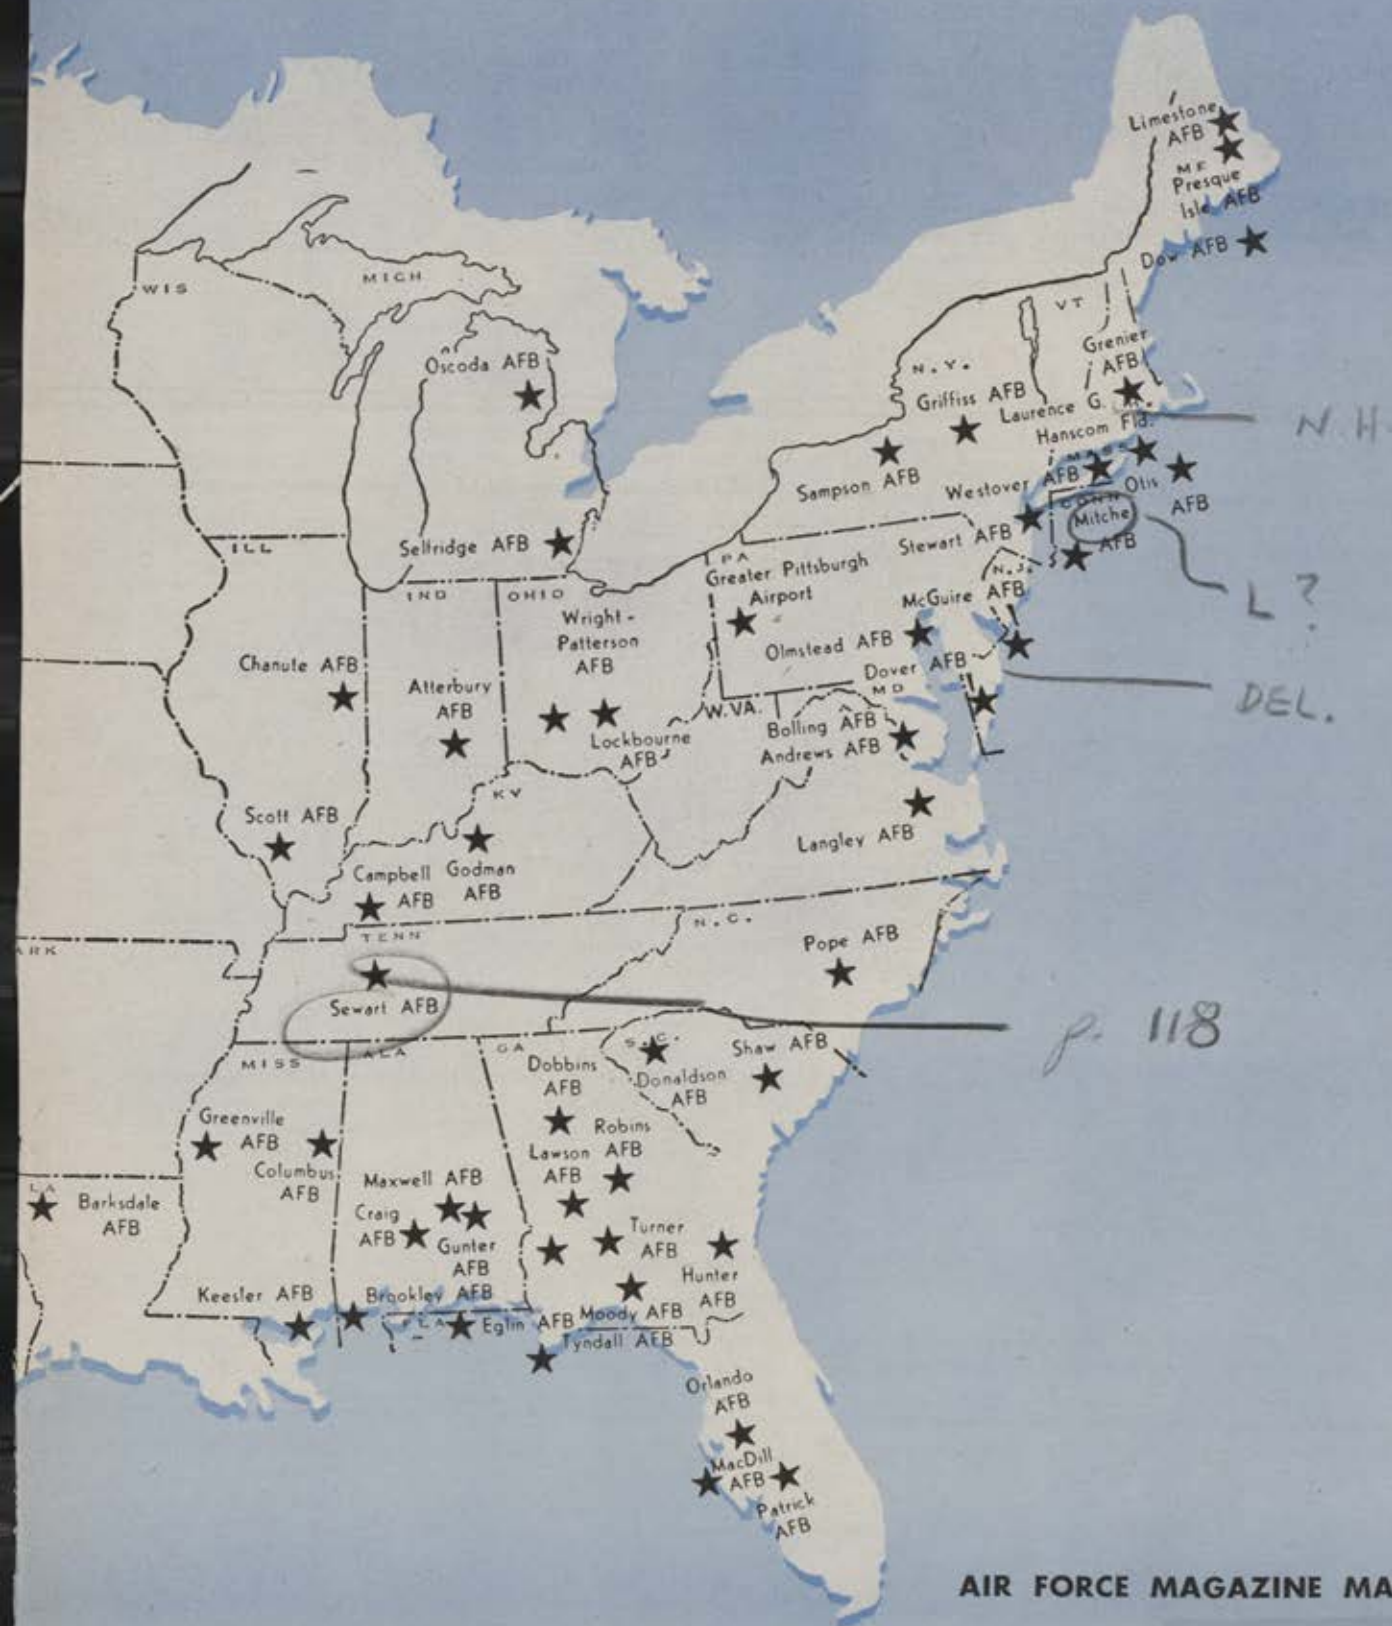 Limestone
AFB
ME
Presque
Isle AFB
Dow AFB
WIS
MICH
VT
Oscoda AFB
Grenier
AFB
N.Y.
Griffiss AFB
Laurence G.
Hanscom Fld.
N.H.
Sampson AFB
Westover AFB
MASS
Otis
AFB
CONN
Mitche
AFB
L ?
Stewart AFB
ILL
Selfridge AFB
PA
Greater Pittsburgh
Airport
N.J.
McGuire AFB
IND
OHIO
Wright-
Patterson
AFB
Olmstead AFB
Dover AFB
DEL.
MD
Chanute AFB
Atterbury
AFB
W.VA.
Lockbourne
AFB
Bolling AFB
Andrews AFB
KY
Scott AFB
Langley AFB
Campbell
AFB
Godman
AFB
TENN
N.C.
ARK
Pope AFB
Sewart AFB
p. 118
MISS
ALA
GA
S.C.
Dobbins
AFB
Donaldson
AFB
Shaw AFB
Greenville
AFB
Columbus
AFB
Robins
AFB
Lawson
AFB
LA
Barksdale
AFB
Maxwell AFB
Craig
AFB
Gunter
AFB
Turner
AFB
Hunter
AFB
Keesler AFB
Brookley AFB
FLA
Eglin AFB
Moody AFB
Tyndall AFB
Orlando
AFB
MacDill
AFB
Patrick
AFB
AIR FORCE MAGAZINE MA